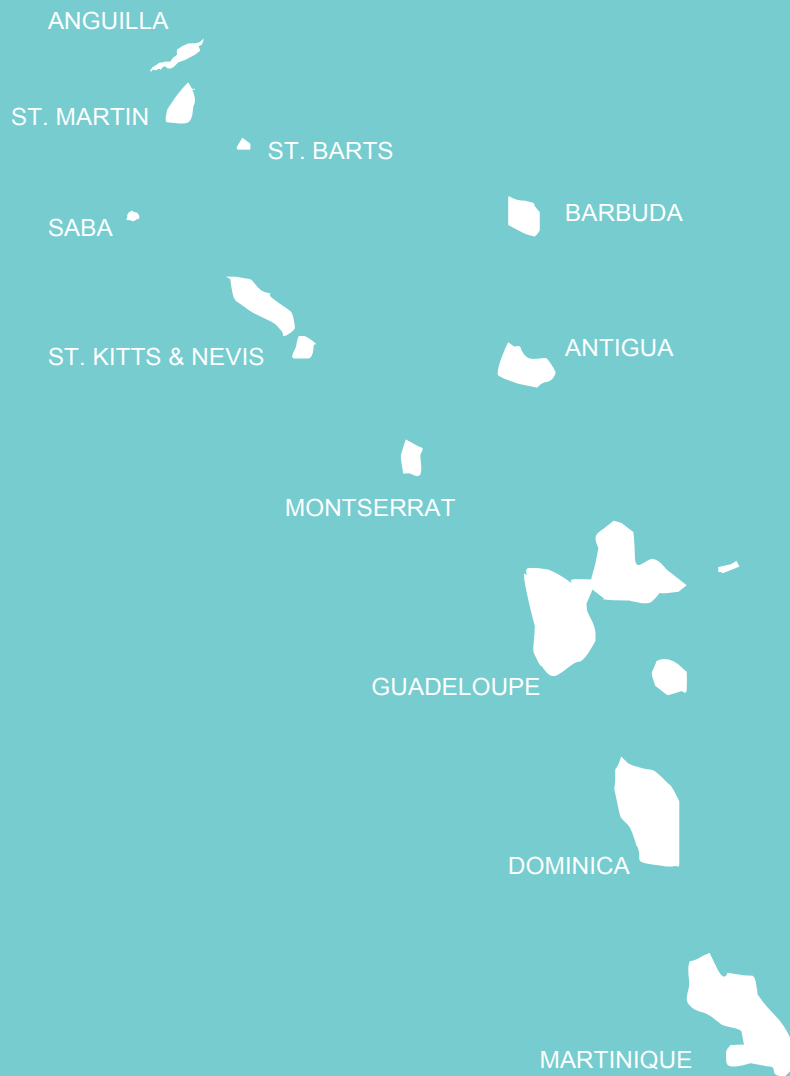 ANGUILLA
ST. MARTIN
ST. BARTS
BARBUDA
SABA
ANTIGUA
ST. KITTS & NEVIS
MONTSERRAT
GUADELOUPE
DOMINICA
MARTINIQUE